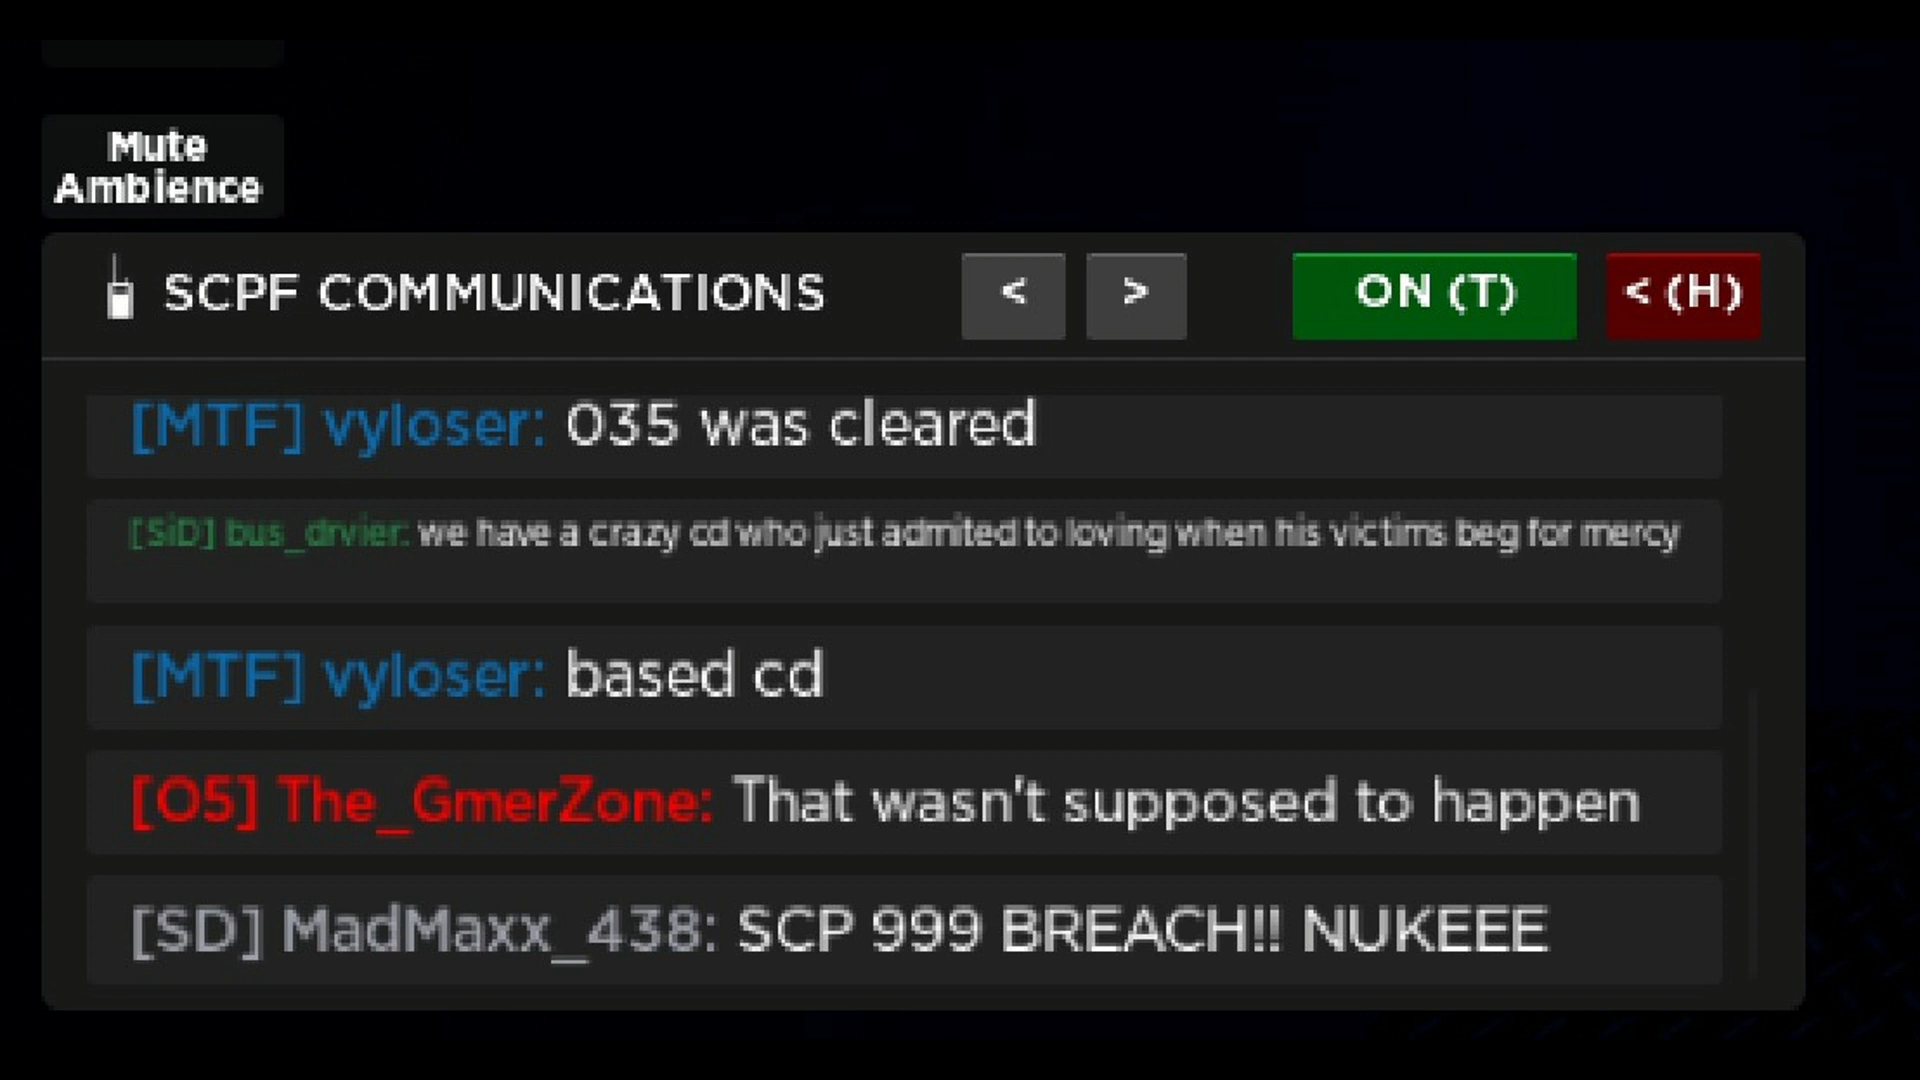 Mute
Ambience
SCPF COMMUNICATIONS < > ON (T) < (H)
[MTF] vyloser: 035 was cleared
[SiD] bus_drvier: we have a crazy cd who just admited to loving when his victims beg for mercy
[MTF] vyloser: based cd
[O5] The_GmerZone: That wasn't supposed to happen
[SD] MadMaxx_438: SCP 999 BREACH!! NUKEEE